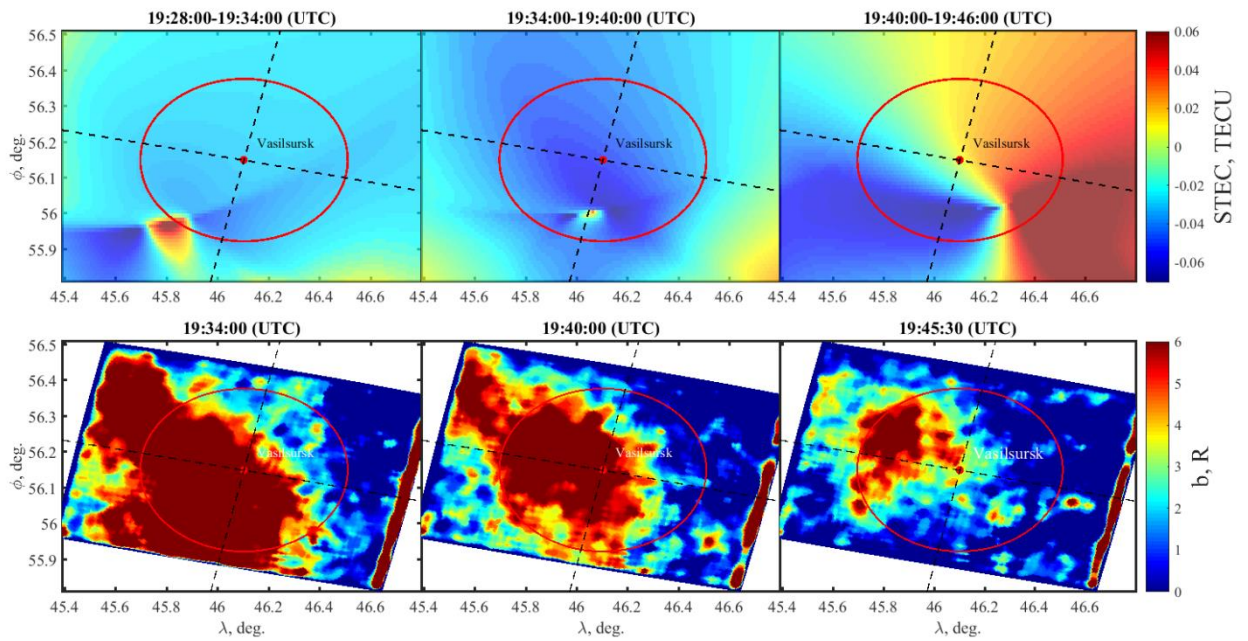 19:28:00-19:34:00 (UTC)
19:34:00-19:40:00 (UTC)
19:40:00-19:46:00 (UTC)
56.5
56.4
56.3
56.2
56.1
56
55.9
ϕ, deg.
Vasilsursk
Vasilsursk
Vasilsursk
0.06
0.04
0.02
0
-0.02
-0.04
-0.06
STEC, TECU
45.4 45.6 45.8 46 46.2 46.4 46.6
45.4 45.6 45.8 46 46.2 46.4 46.6
45.4 45.6 45.8 46 46.2 46.4 46.6
19:34:00 (UTC)
19:40:00 (UTC)
19:45:30 (UTC)
56.5
56.4
56.3
56.2
56.1
56
55.9
ϕ, deg.
Vasilsursk
Vasilsursk
Vasilsursk
6
5
4
3
2
1
0
b, R
45.4 45.6 45.8 46 46.2 46.4 46.6
45.4 45.6 45.8 46 46.2 46.4 46.6
45.4 45.6 45.8 46 46.2 46.4 46.6
λ, deg.
λ, deg.
λ, deg.